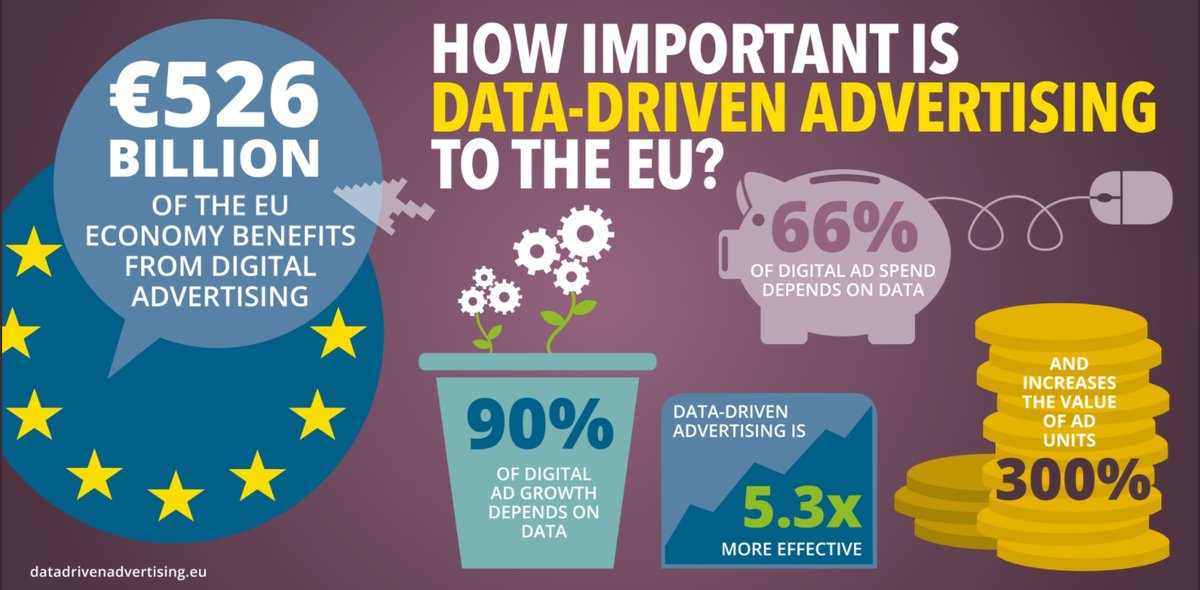 €526
BILLION
OF THE EU
ECONOMY BENEFITS
FROM DIGITAL
ADVERTISING
HOW IMPORTANT IS
DATA-DRIVEN ADVERTISING
TO THE EU?
66%
OF DIGITAL AD SPEND
DEPENDS ON DATA
90%
OF DIGITAL
AD GROWTH
DEPENDS ON
DATA
DATA-DRIVEN
ADVERTISING IS
5.3x
MORE EFFECTIVE
AND
INCREASES
THE VALUE
OF AD
UNITS
300%
datadrivenadvertising.eu